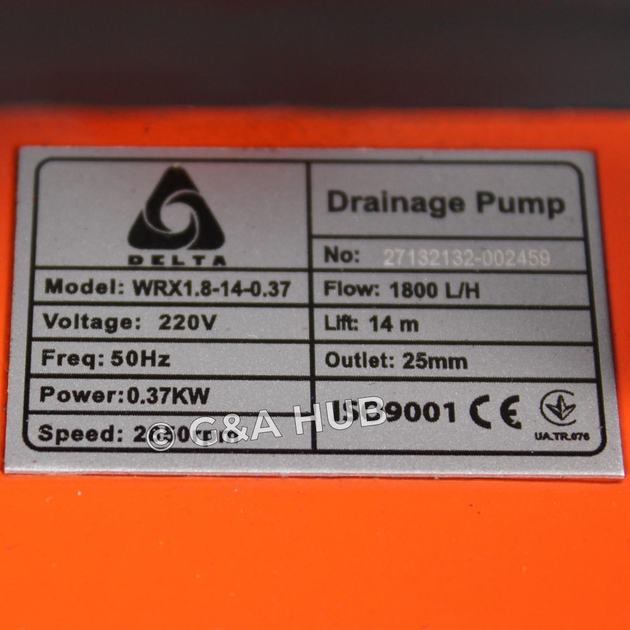 DELTA
Drainage Pump
No: 27132132-002459
Model: WRX1.8-14-0.37
Flow: 1800 L/H
Voltage: 220V
Lift: 14 m
Freq: 50Hz
Outlet: 25mm
Power: 0.37KW
9001 CE
UA.TR.076
Speed:
© G&A HUB